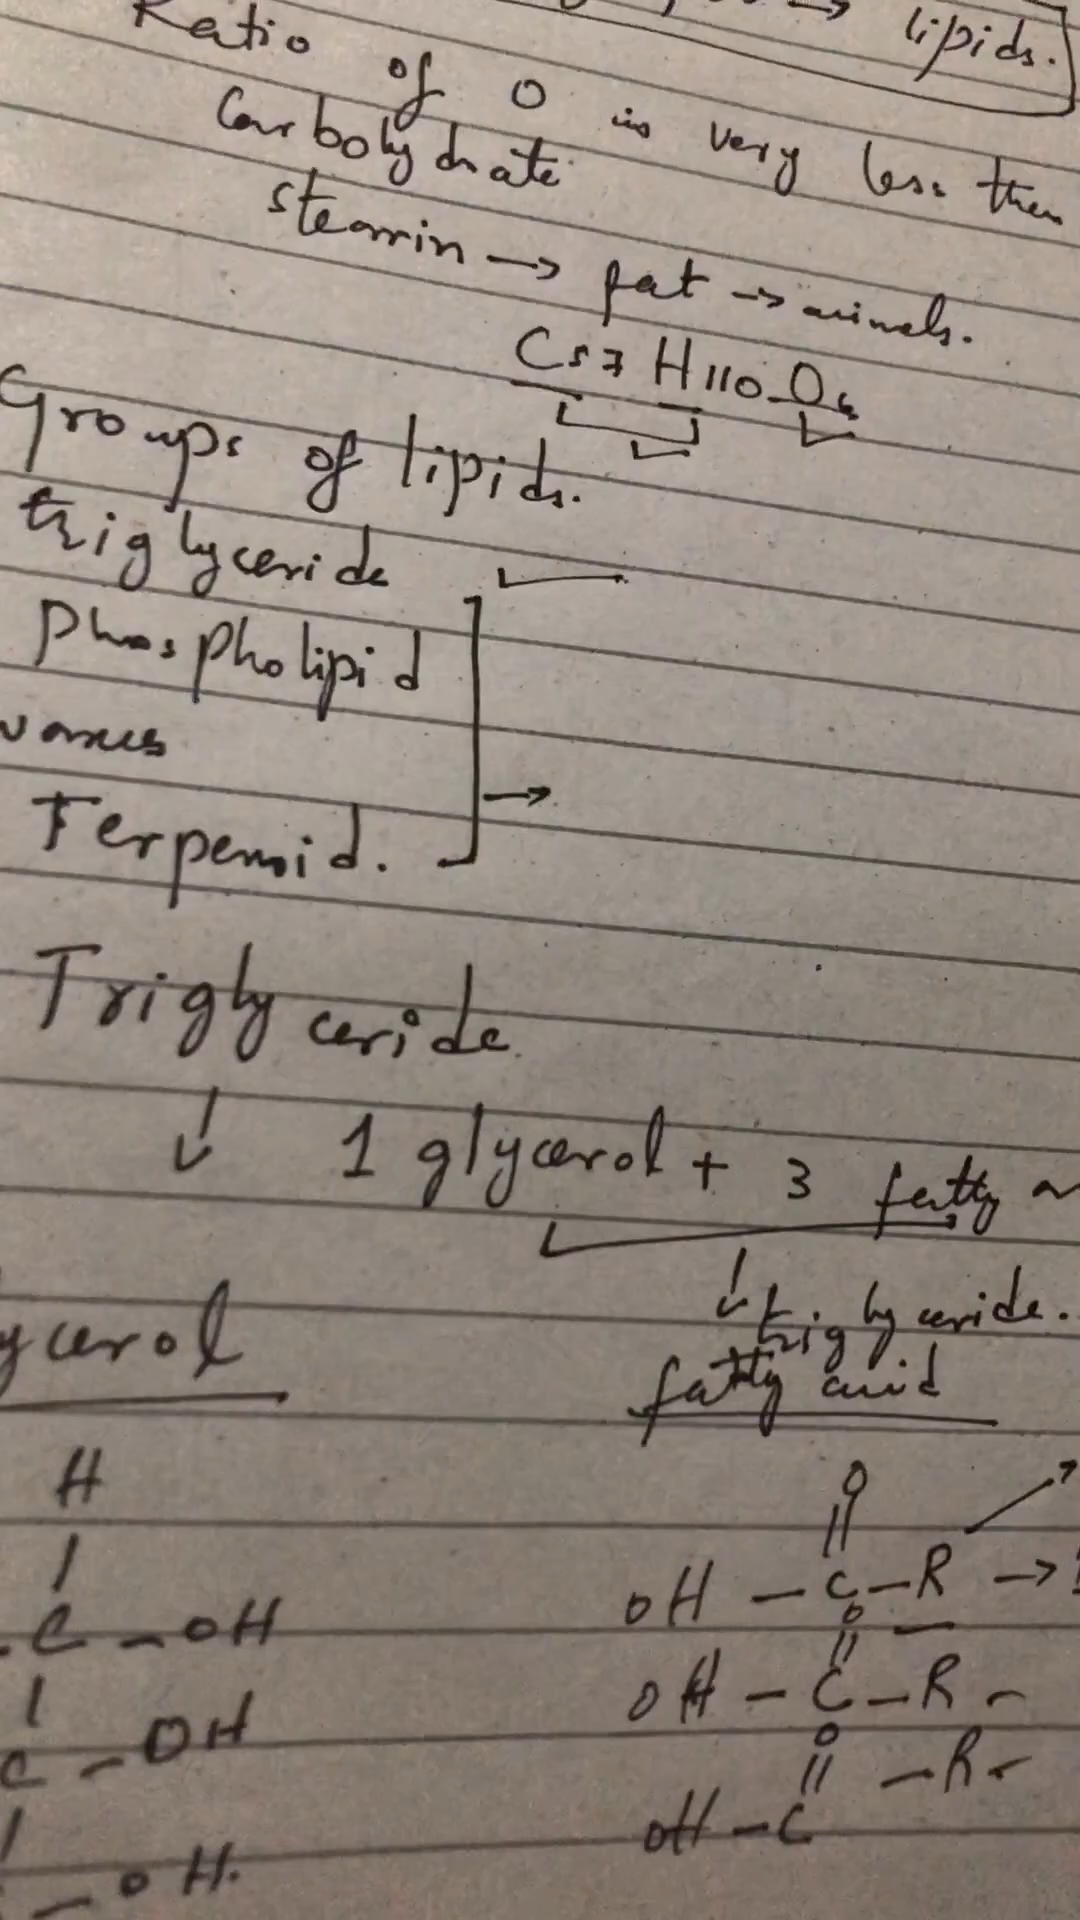 → lipids.
Ratio of O is very less then
Carbohydrate
stearin → fat → animals.
C57 H110 O6
Groups of lipids.
triglyceride
Phospholipid
waxes
Terpenoid. →
Triglyceride
↓ 1 glycerol + 3 fatty
↓ triglyceride.
ycerol fatty acid
H O
C - OH OH - C - R →
O
C - OH OH - C - R -
O
- OH. OH - C - R -